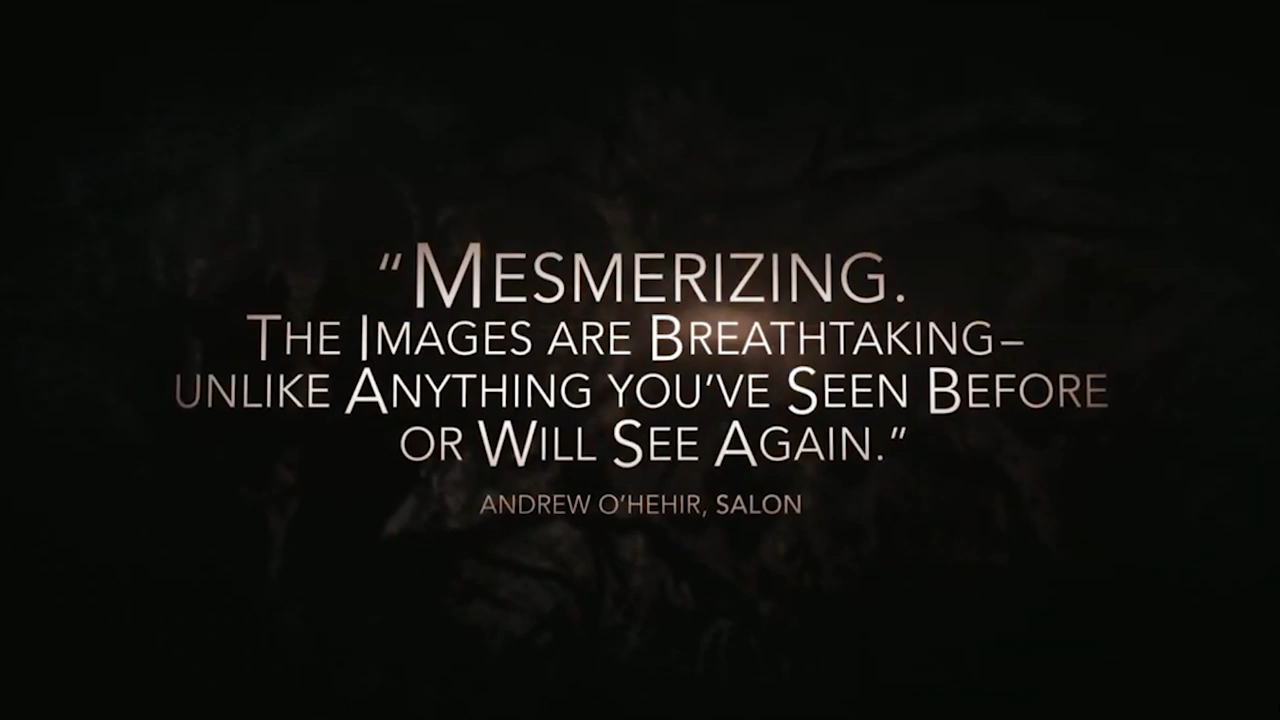 “MESMERIZING.
THE IMAGES ARE BREATHTAKING–
UNLIKE ANYTHING YOU’VE SEEN BEFORE
OR WILL SEE AGAIN.”
ANDREW O’HEHIR, SALON